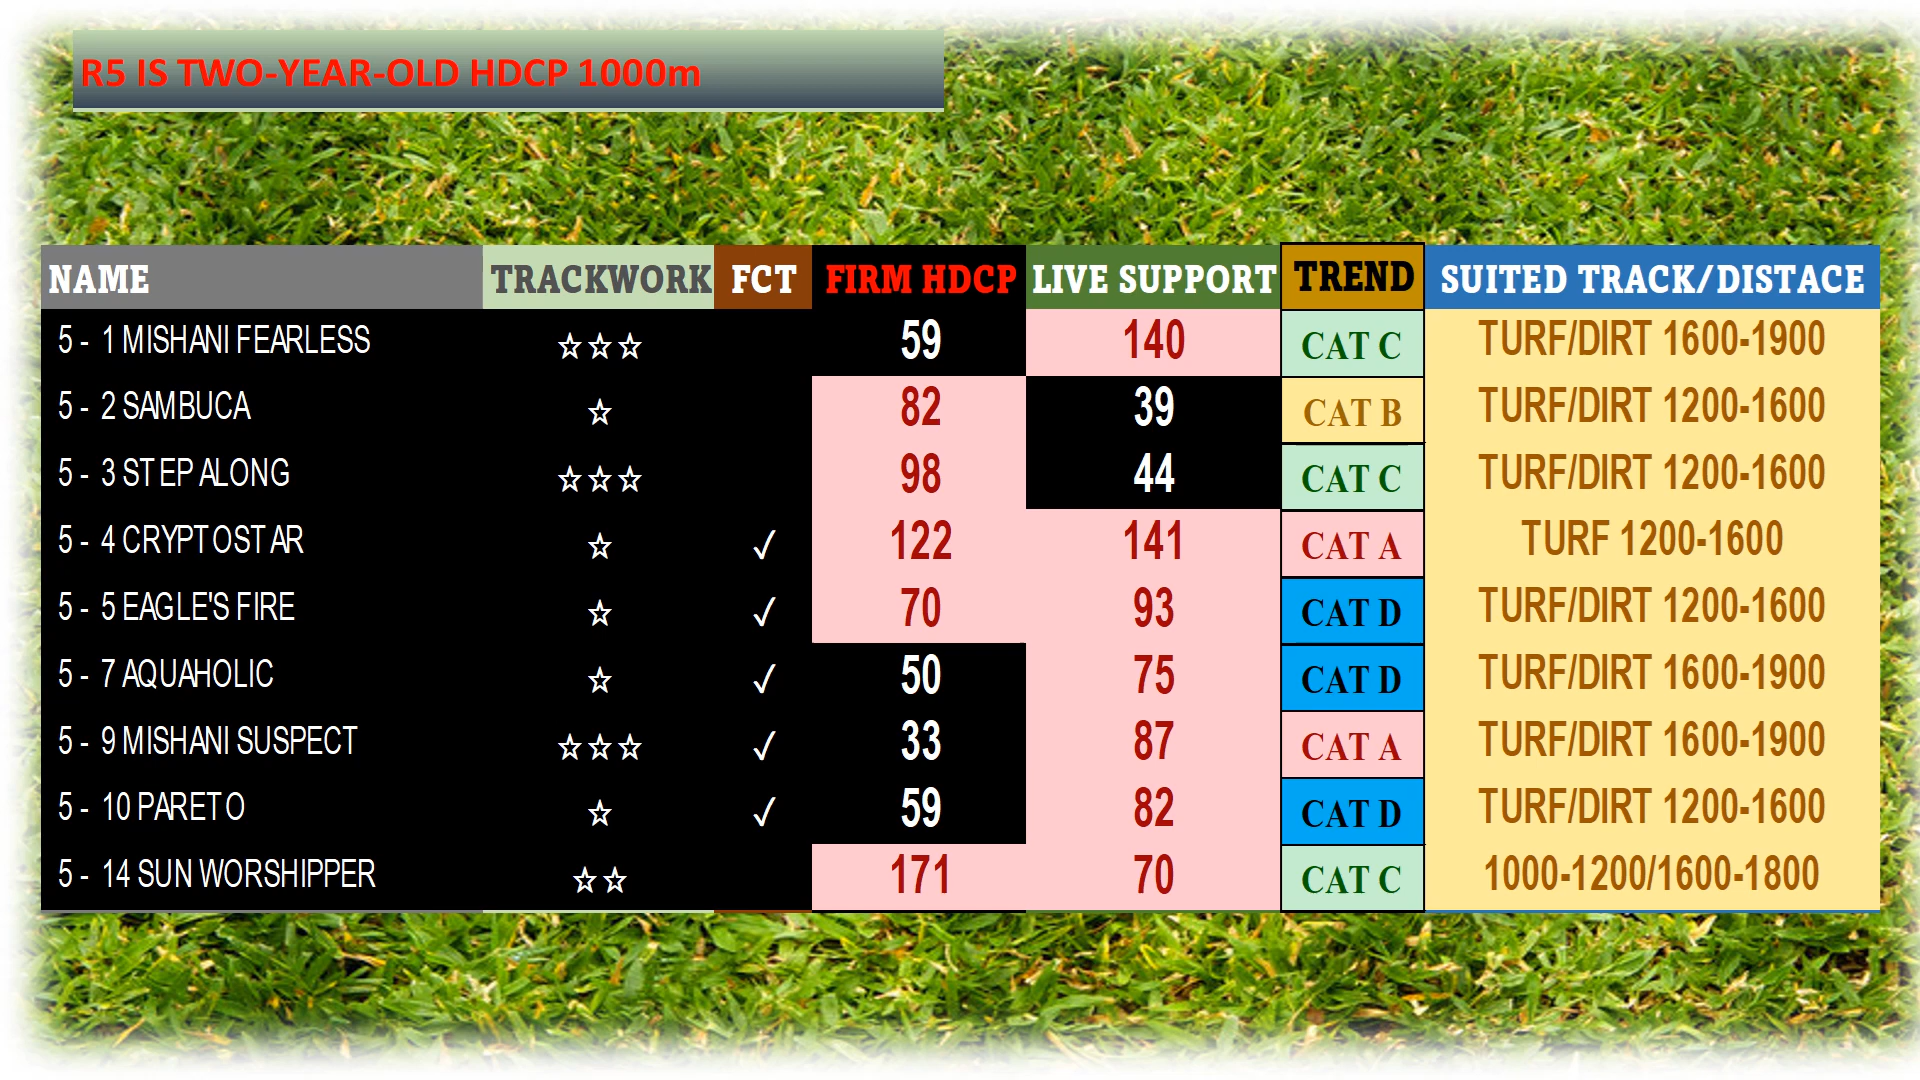 R5 IS TWO-YEAR-OLD HDCP 1000m
NAME TRACKWORK FCT FIRM HDCP LIVE SUPPORT TREND SUITED TRACK/DISTACE
5 - 1 MISHANI FEARLESS ☆☆☆ 59 140 CAT C TURF/DIRT 1600-1900
5 - 2 SAMBUCA ☆ 82 39 CAT B TURF/DIRT 1200-1600
5 - 3 STEP ALONG ☆☆☆ 98 44 CAT C TURF/DIRT 1200-1600
5 - 4 CRYPTOSTAR ☆ ✓ 122 141 CAT A TURF 1200-1600
5 - 5 EAGLE'S FIRE ☆ ✓ 70 93 CAT D TURF/DIRT 1200-1600
5 - 7 AQUAHOLIC ☆ ✓ 50 75 CAT D TURF/DIRT 1600-1900
5 - 9 MISHANI SUSPECT ☆☆☆ ✓ 33 87 CAT A TURF/DIRT 1600-1900
5 - 10 PARETO ☆ ✓ 59 82 CAT D TURF/DIRT 1200-1600
5 - 14 SUN WORSHIPPER ☆☆ 171 70 CAT C 1000-1200/1600-1800